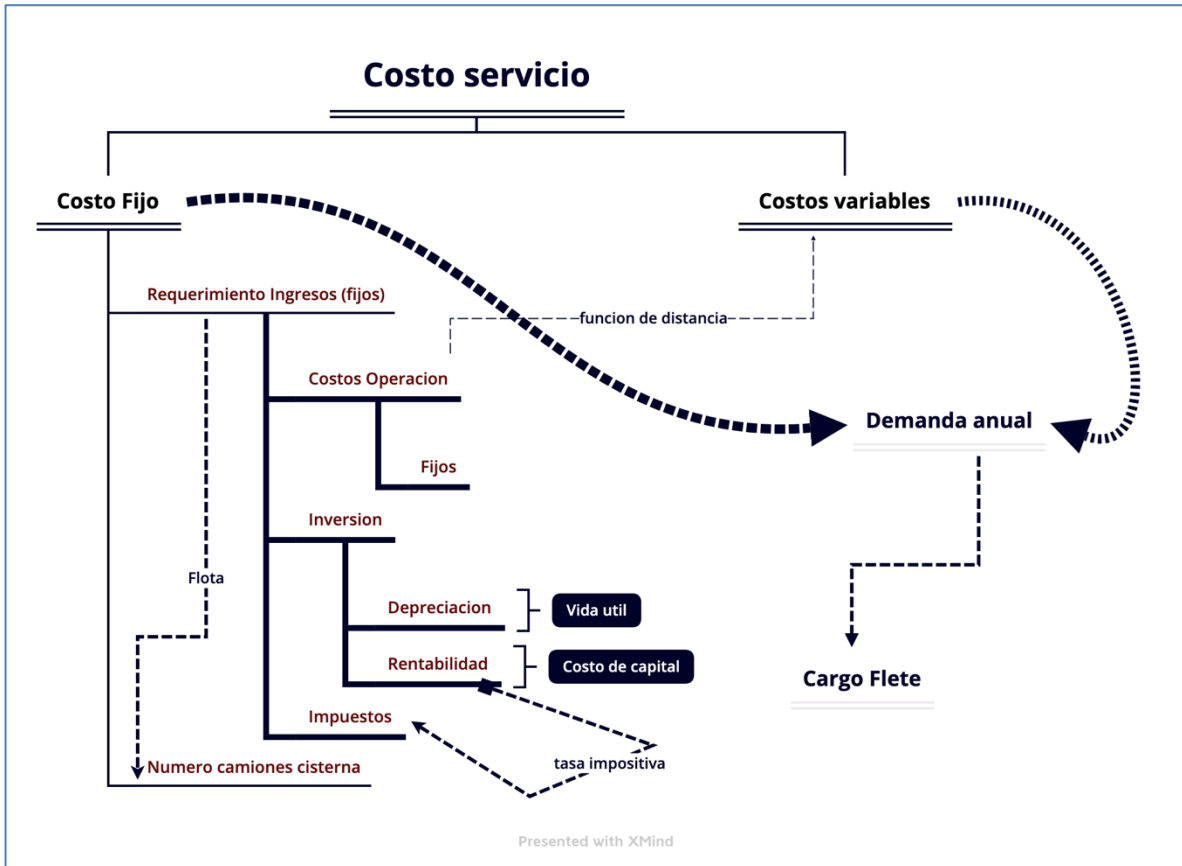 Costo servicio
Costo Fijo
Costos variables
Requerimiento Ingresos (fijos)
funcion de distancia
Costos Operacion
Demanda anual
Fijos
Inversion
Flota
Depreciacion
Vida util
Rentabilidad
Costo de capital
Cargo Flete
Impuestos
tasa impositiva
Numero camiones cisterna
Presented with XMind